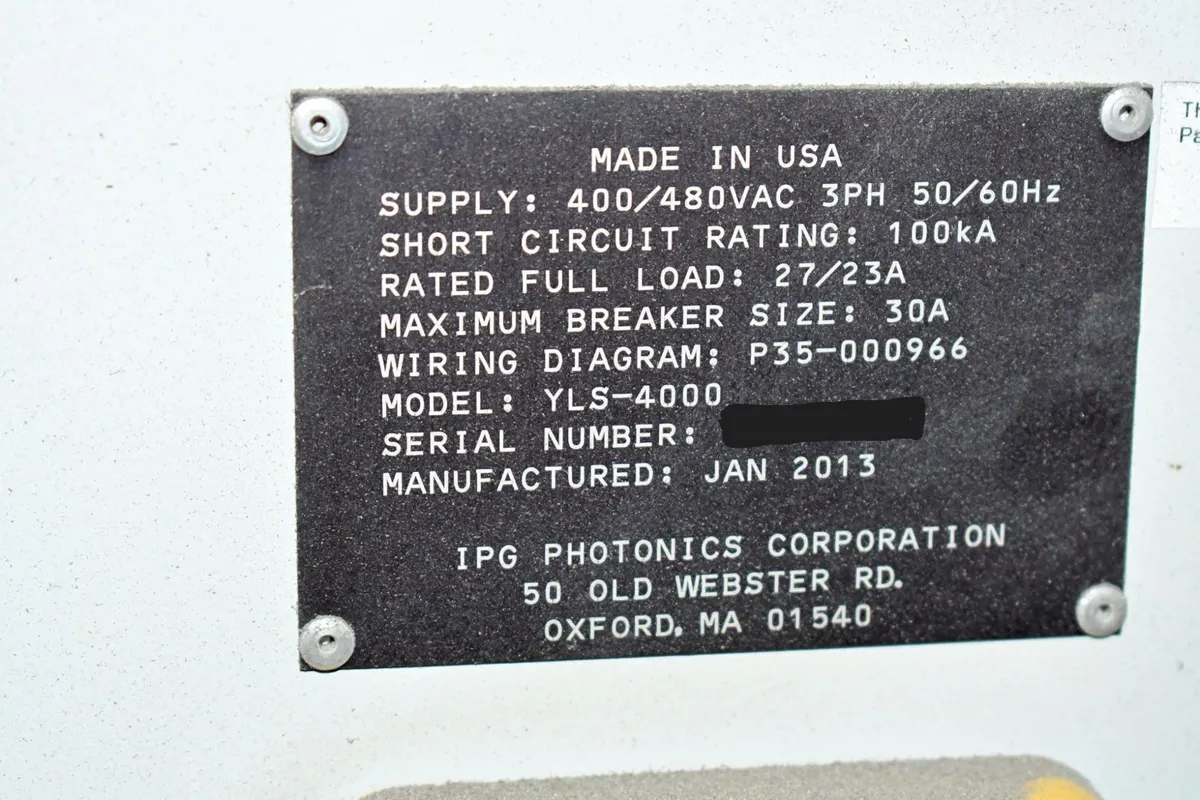 MADE IN USA
SUPPLY: 400/480VAC 3PH 50/60Hz
SHORT CIRCUIT RATING: 100kA
RATED FULL LOAD: 27/23A
MAXIMUM BREAKER SIZE: 30A
WIRING DIAGRAM: P35-000966
MODEL: YLS-4000
SERIAL NUMBER:
MANUFACTURED: JAN 2013
IPG PHOTONICS CORPORATION
50 OLD WEBSTER RD.
OXFORD. MA 01540